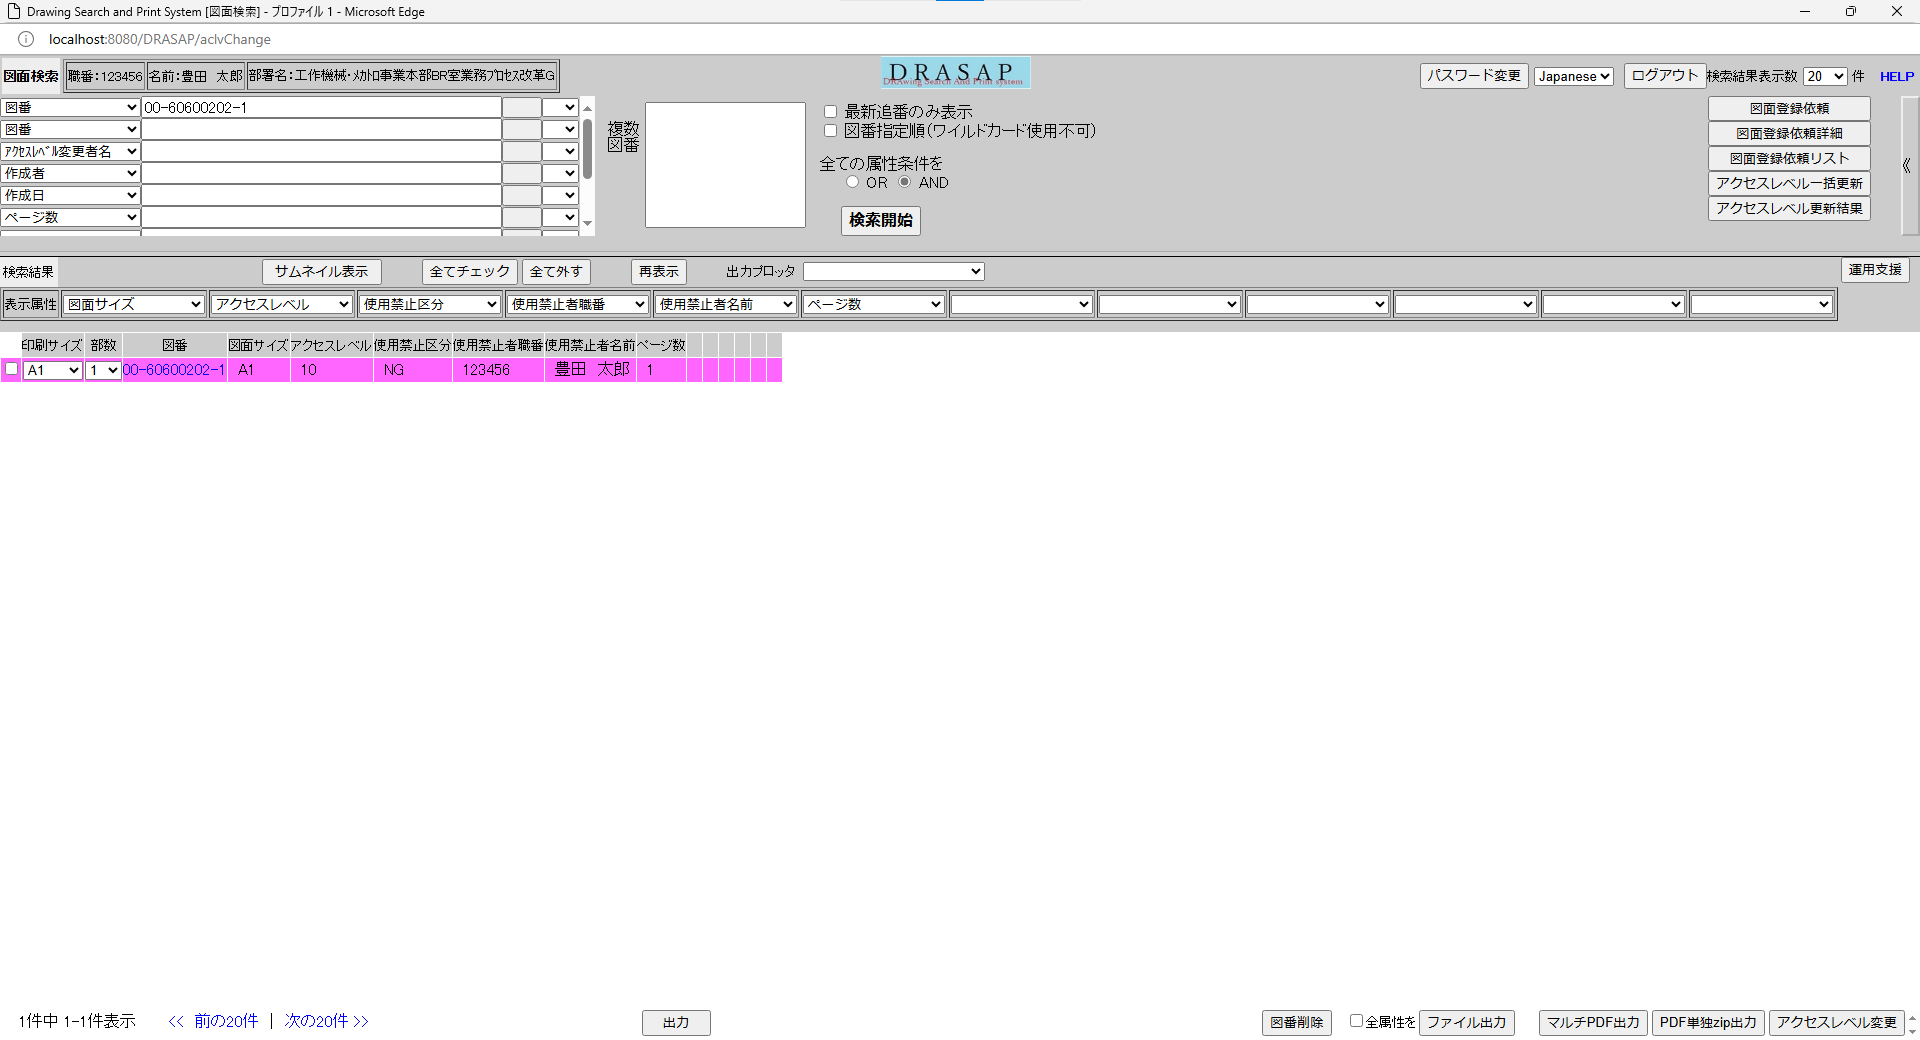 Drawing Search and Print System [図面検索] - プロファイル 1 - Microsoft Edge
localhost:8080/DRASAP/aclvChange
図面検索 職番:123456 名前:豊田　太郎 部署名:工作機械・ﾒｶﾄﾛ事業本部BR室業務ﾌﾟﾛｾｽ改革G
DRASAP
DRAwing Search And Print system
パスワード変更 Japanese ログアウト 検索結果表示数 20 件 HELP
図番 00-60600202-1
図番
ｱｸｾｽﾚﾍﾞﾙ変更者名
作成者
作成日
ページ数
複数
図番
最新追番のみ表示
図番指定順(ワイルドカード使用不可)
全ての属性条件を
OR AND
検索開始
図面登録依頼
図面登録依頼詳細
図面登録依頼リスト
アクセスレベル一括更新
アクセスレベル更新結果
《
検索結果 サムネイル表示 全てチェック 全て外す 再表示 出力プロッタ 運用支援
表示属性 図面サイズ アクセスレベル 使用禁止区分 使用禁止者職番 使用禁止者名前 ページ数
印刷サイズ 部数 図番 図面サイズ アクセスレベル 使用禁止区分 使用禁止者職番 使用禁止者名前 ページ数
A1 1 00-60600202-1 A1 10 NG 123456 豊田　太郎 1
1件中 1-1件表示 << 前の20件 | 次の20件 >> 出力 図番削除 全属性を ファイル出力 マルチPDF出力 PDF単独zip出力 アクセスレベル変更